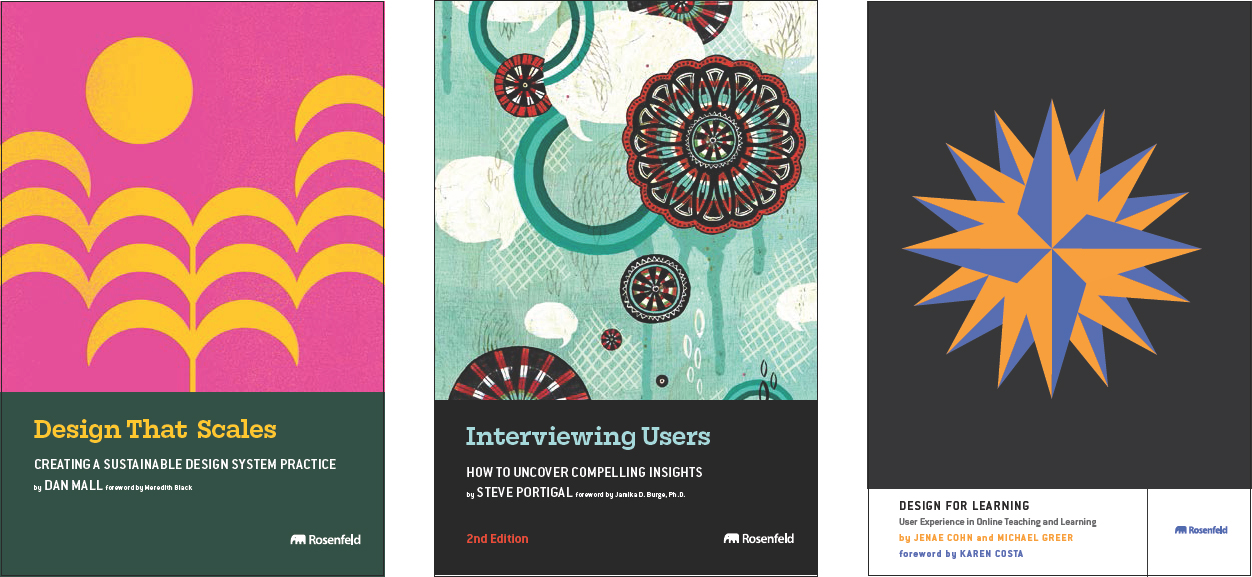 Design That Scales
CREATING A SUSTAINABLE DESIGN SYSTEM PRACTICE
by DAN MALL foreword by Meredith Black
Rosenfeld
Interviewing Users
HOW TO UNCOVER COMPELLING INSIGHTS
by STEVE PORTIGAL foreword by Jamika D. Burge, Ph.D.
2nd Edition
Rosenfeld
DESIGN FOR LEARNING
User Experience in Online Teaching and Learning
by JENAE COHN and MICHAEL GREER
foreword by KAREN COSTA
Rosenfeld